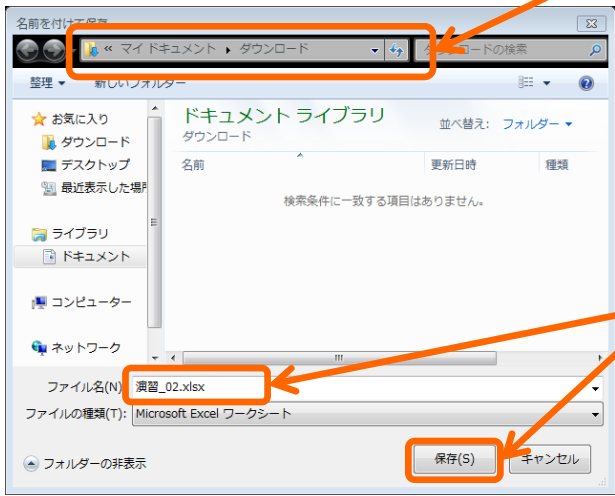 名前を付けて保存
« マイ ドキュメント ▸ ダウンロード
ダウンロードの検索
整理 ▼ 新しいフォルダー
お気に入り
ダウンロード
デスクトップ
最近表示した場所
ライブラリ
ドキュメント
コンピューター
ネットワーク
ドキュメント ライブラリ
ダウンロード
並べ替え: フォルダー ▼
名前 更新日時 種類
検索条件に一致する項目はありません。
ファイル名(N) 演習_02.xlsx
ファイルの種類(T): Microsoft Excel ワークシート
フォルダーの非表示
保存(S)
キャンセル